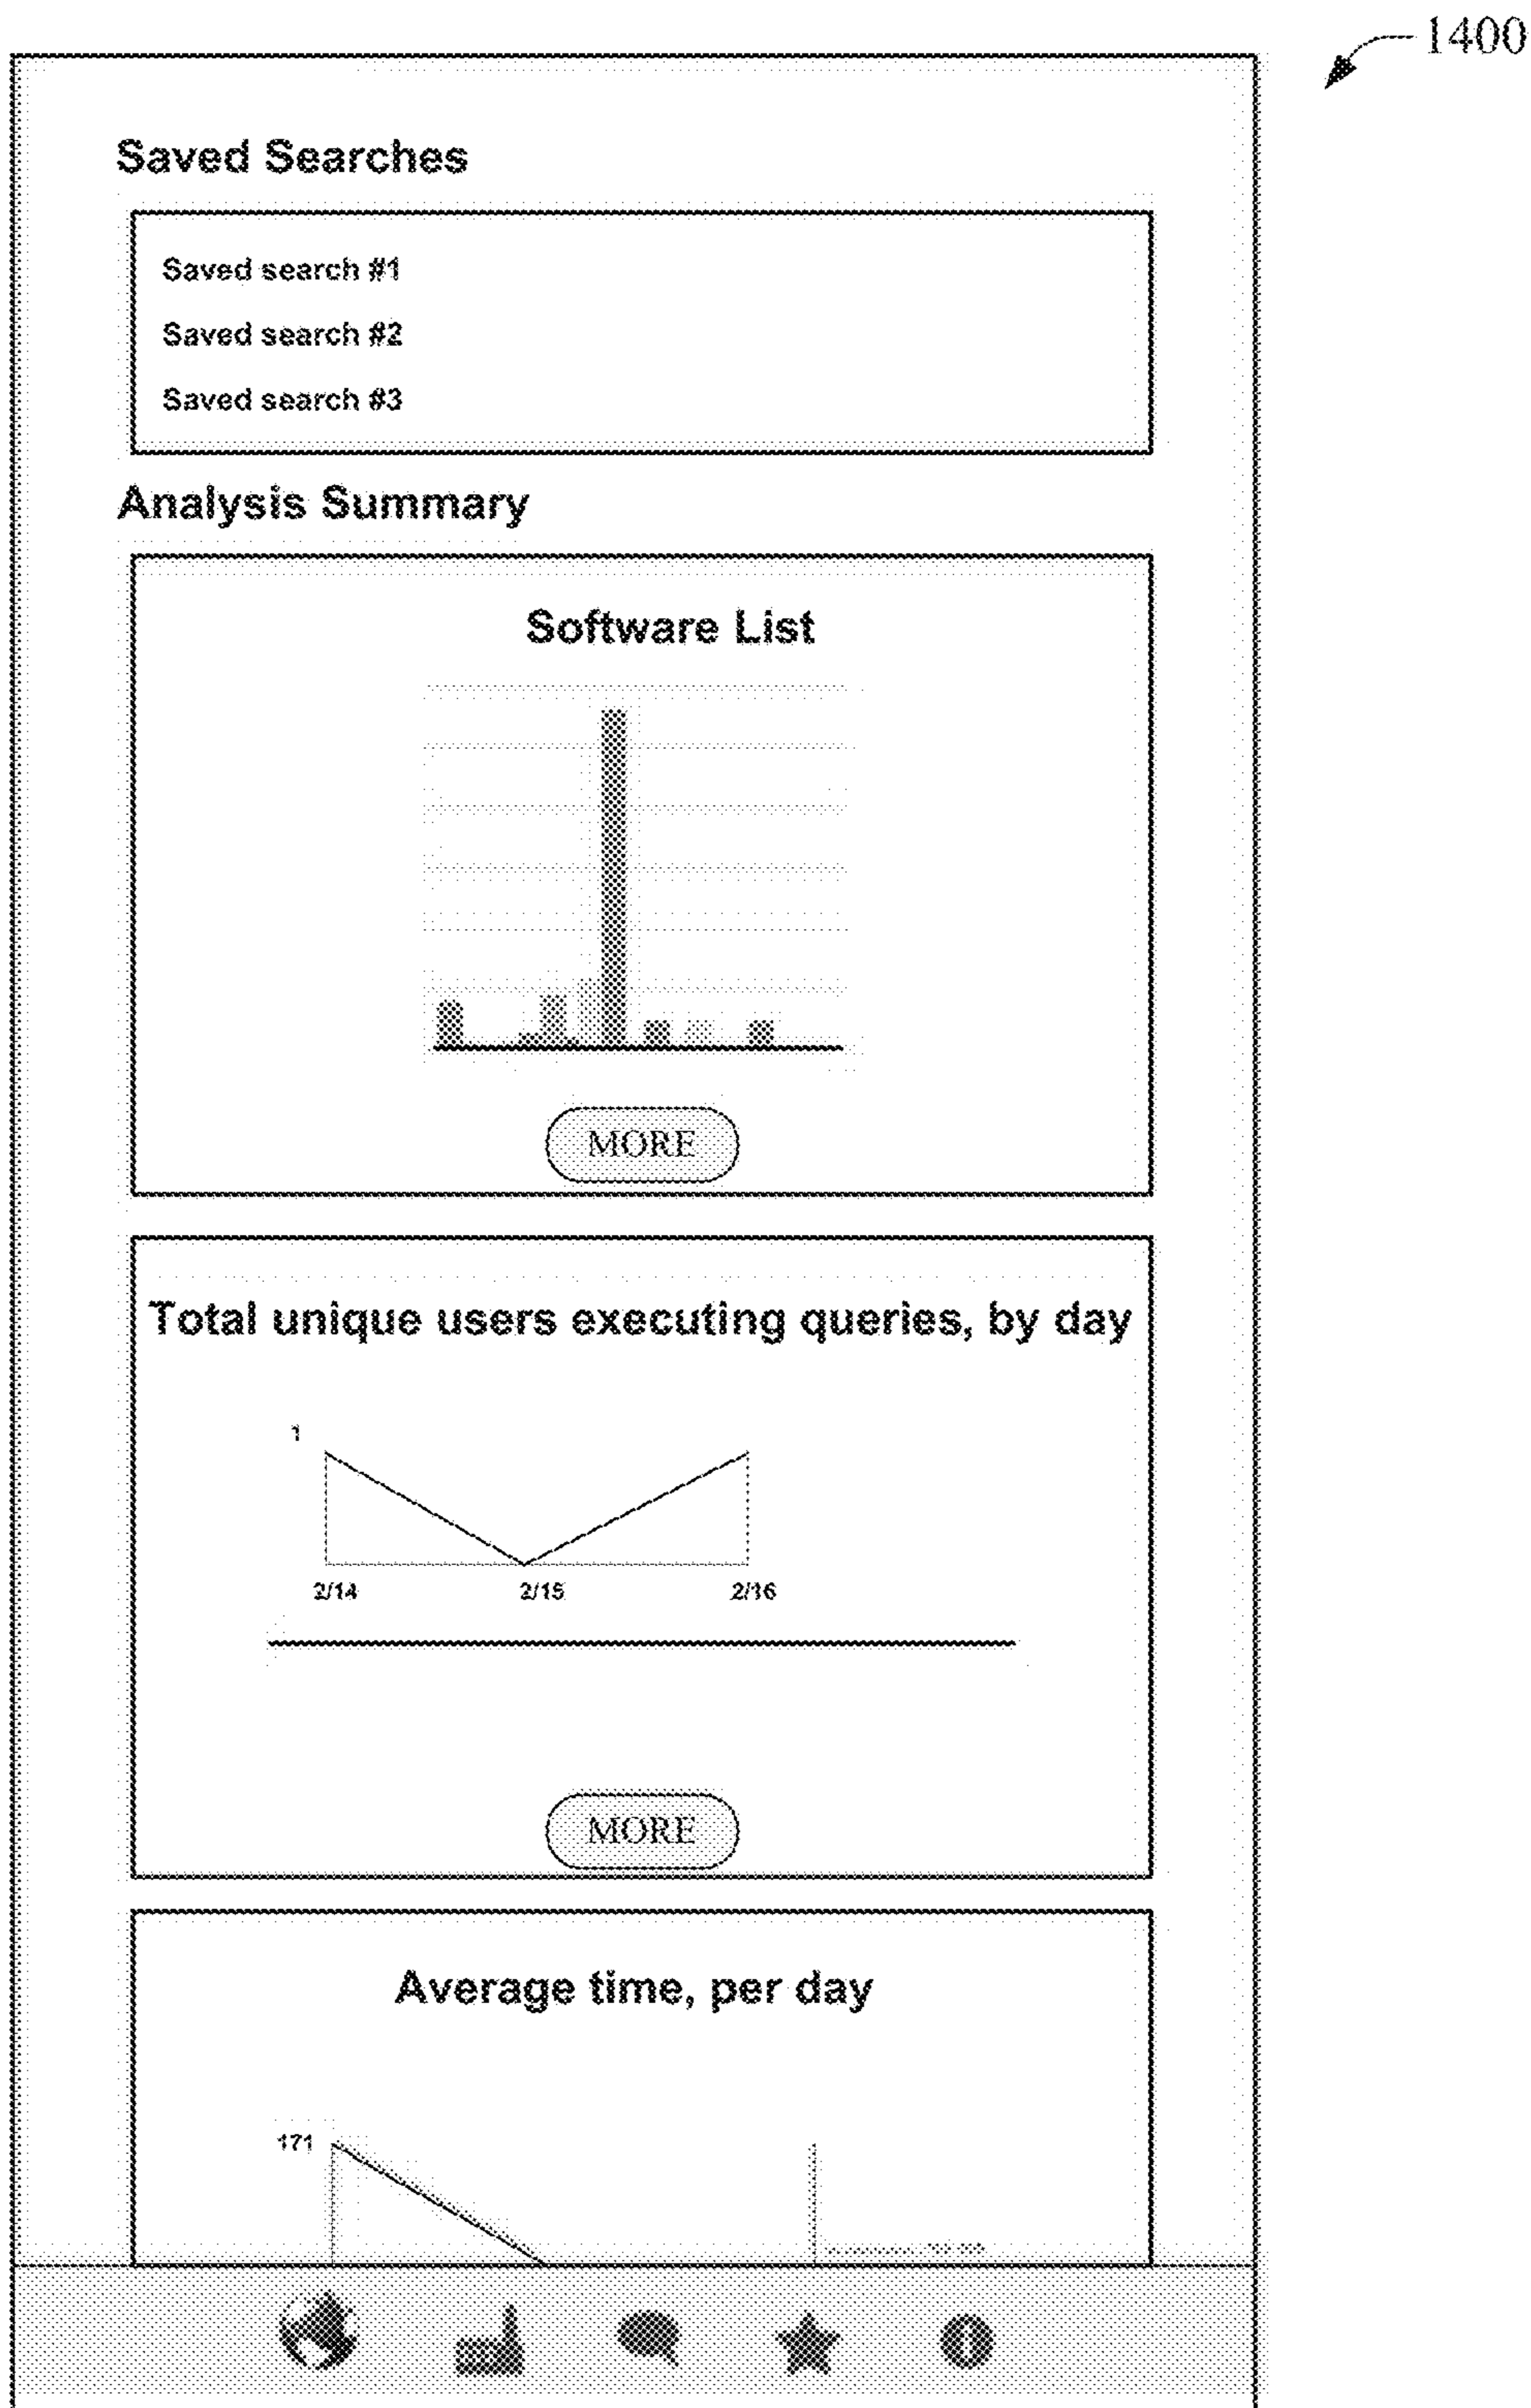 1400
Saved Searches
Saved search #1
Saved search #2
Saved search #3
Analysis Summary
Software List
MORE
Total unique users executing queries, by day
1
2/14 2/15 2/16
MORE
Average time, per day
171